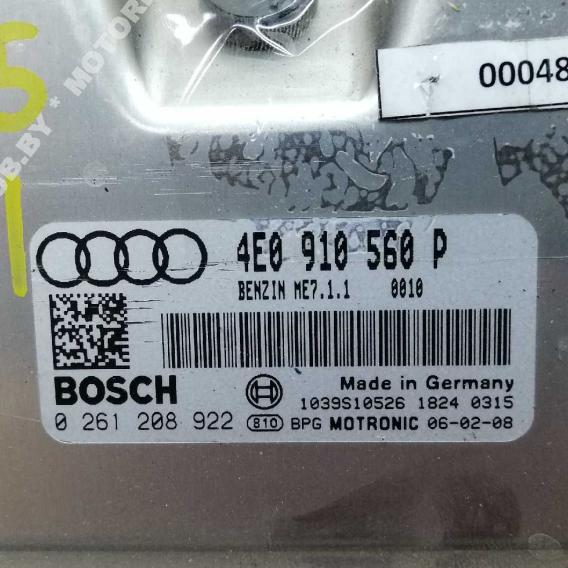 00048
4E0 910 560 P
BENZIN ME7.1.1 0010
BOSCH
Made in Germany
1039S10526 1824 0315
0 261 208 922 810 BPG MOTRONIC 06-02-08